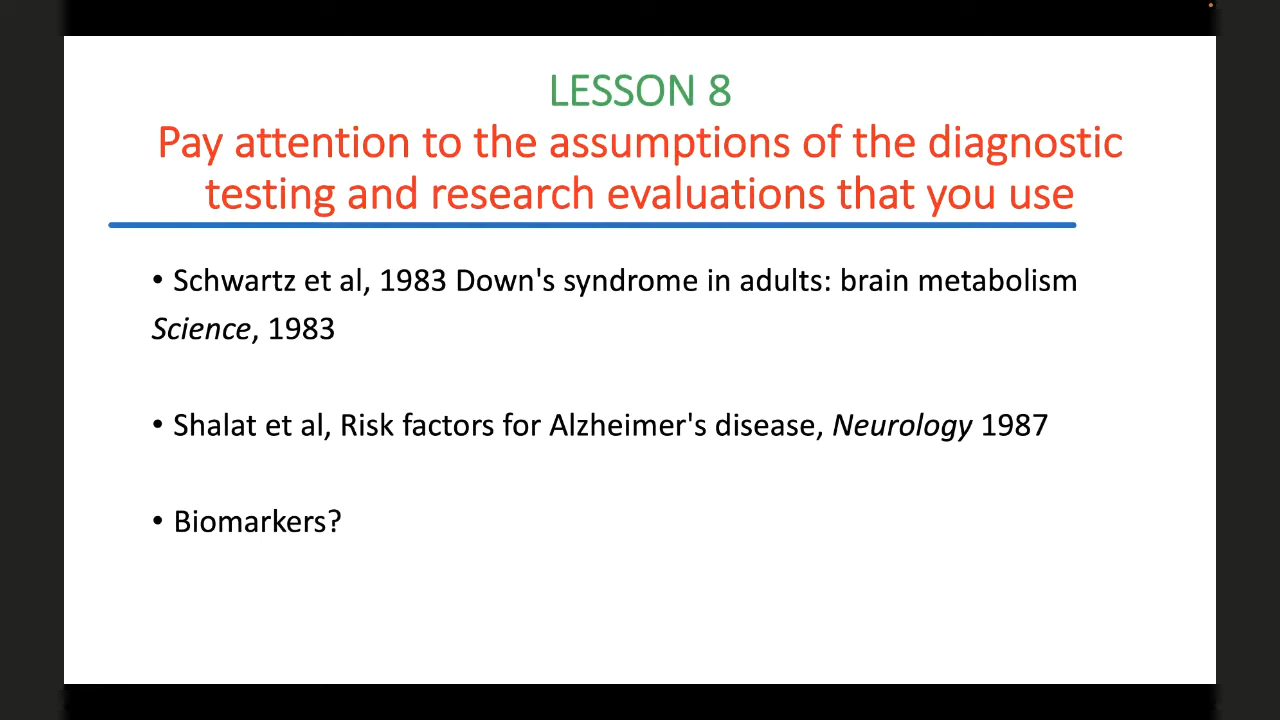 LESSON 8
Pay attention to the assumptions of the diagnostic
testing and research evaluations that you use
• Schwartz et al, 1983 Down's syndrome in adults: brain metabolism
Science, 1983
• Shalat et al, Risk factors for Alzheimer's disease, Neurology 1987
• Biomarkers?